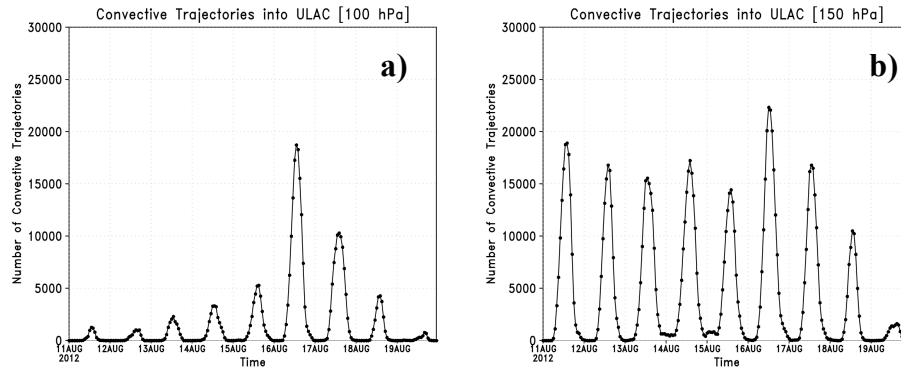 Convective Trajectories into ULAC [100 hPa]
a)
Number of Convective Trajectories
30000
25000
20000
15000
10000
5000
0
11AUG 12AUG 13AUG 14AUG 15AUG 16AUG 17AUG 18AUG 19AUG
2012
Time
Convective Trajectories into ULAC [150 hPa]
b)
Number of Convective Trajectories
30000
25000
20000
15000
10000
5000
0
11AUG 12AUG 13AUG 14AUG 15AUG 16AUG 17AUG 18AUG 19AUG
2012
Time